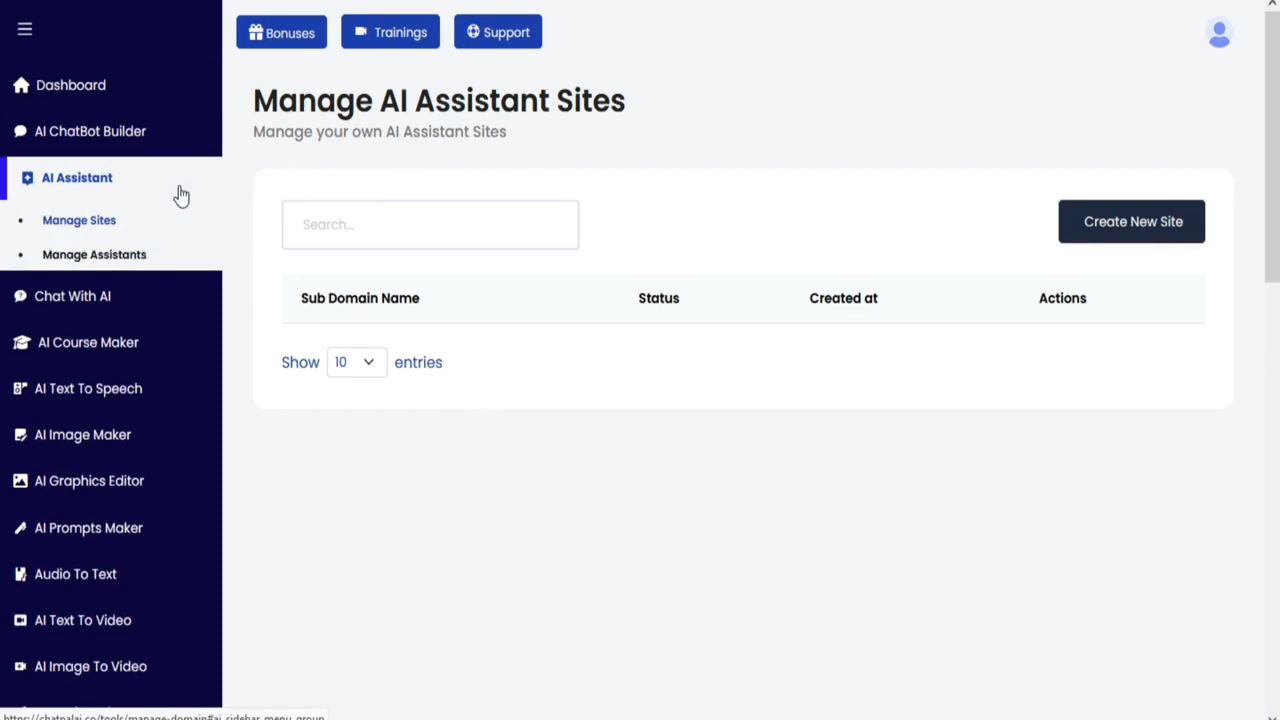 Bonuses
Trainings
Support
Dashboard
AI ChatBot Builder
AI Assistant
Manage Sites
Manage Assistants
Chat With AI
AI Course Maker
AI Text To Speech
AI Image Maker
AI Graphics Editor
AI Prompts Maker
Audio To Text
AI Text To Video
AI Image To Video
Manage AI Assistant Sites
Manage your own AI Assistant Sites
Search...
Create New Site
Sub Domain Name Status Created at Actions
Show 10 entries